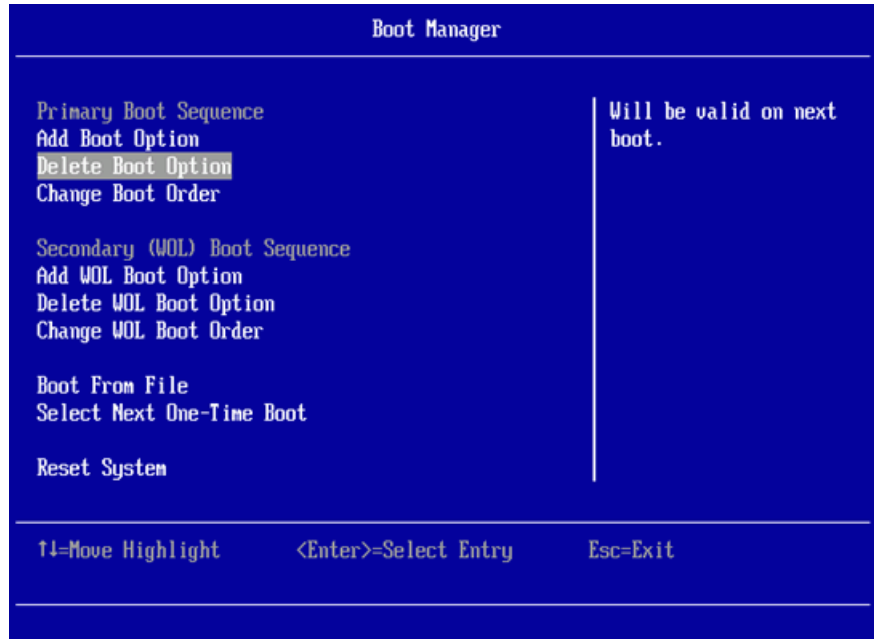 Boot Manager
Primary Boot Sequence
Add Boot Option
Delete Boot Option
Change Boot Order
Secondary (WOL) Boot Sequence
Add WOL Boot Option
Delete WOL Boot Option
Change WOL Boot Order
Boot From File
Select Next One-Time Boot
Reset System
Will be valid on next
boot.
↑↓=Move Highlight <Enter>=Select Entry Esc=Exit